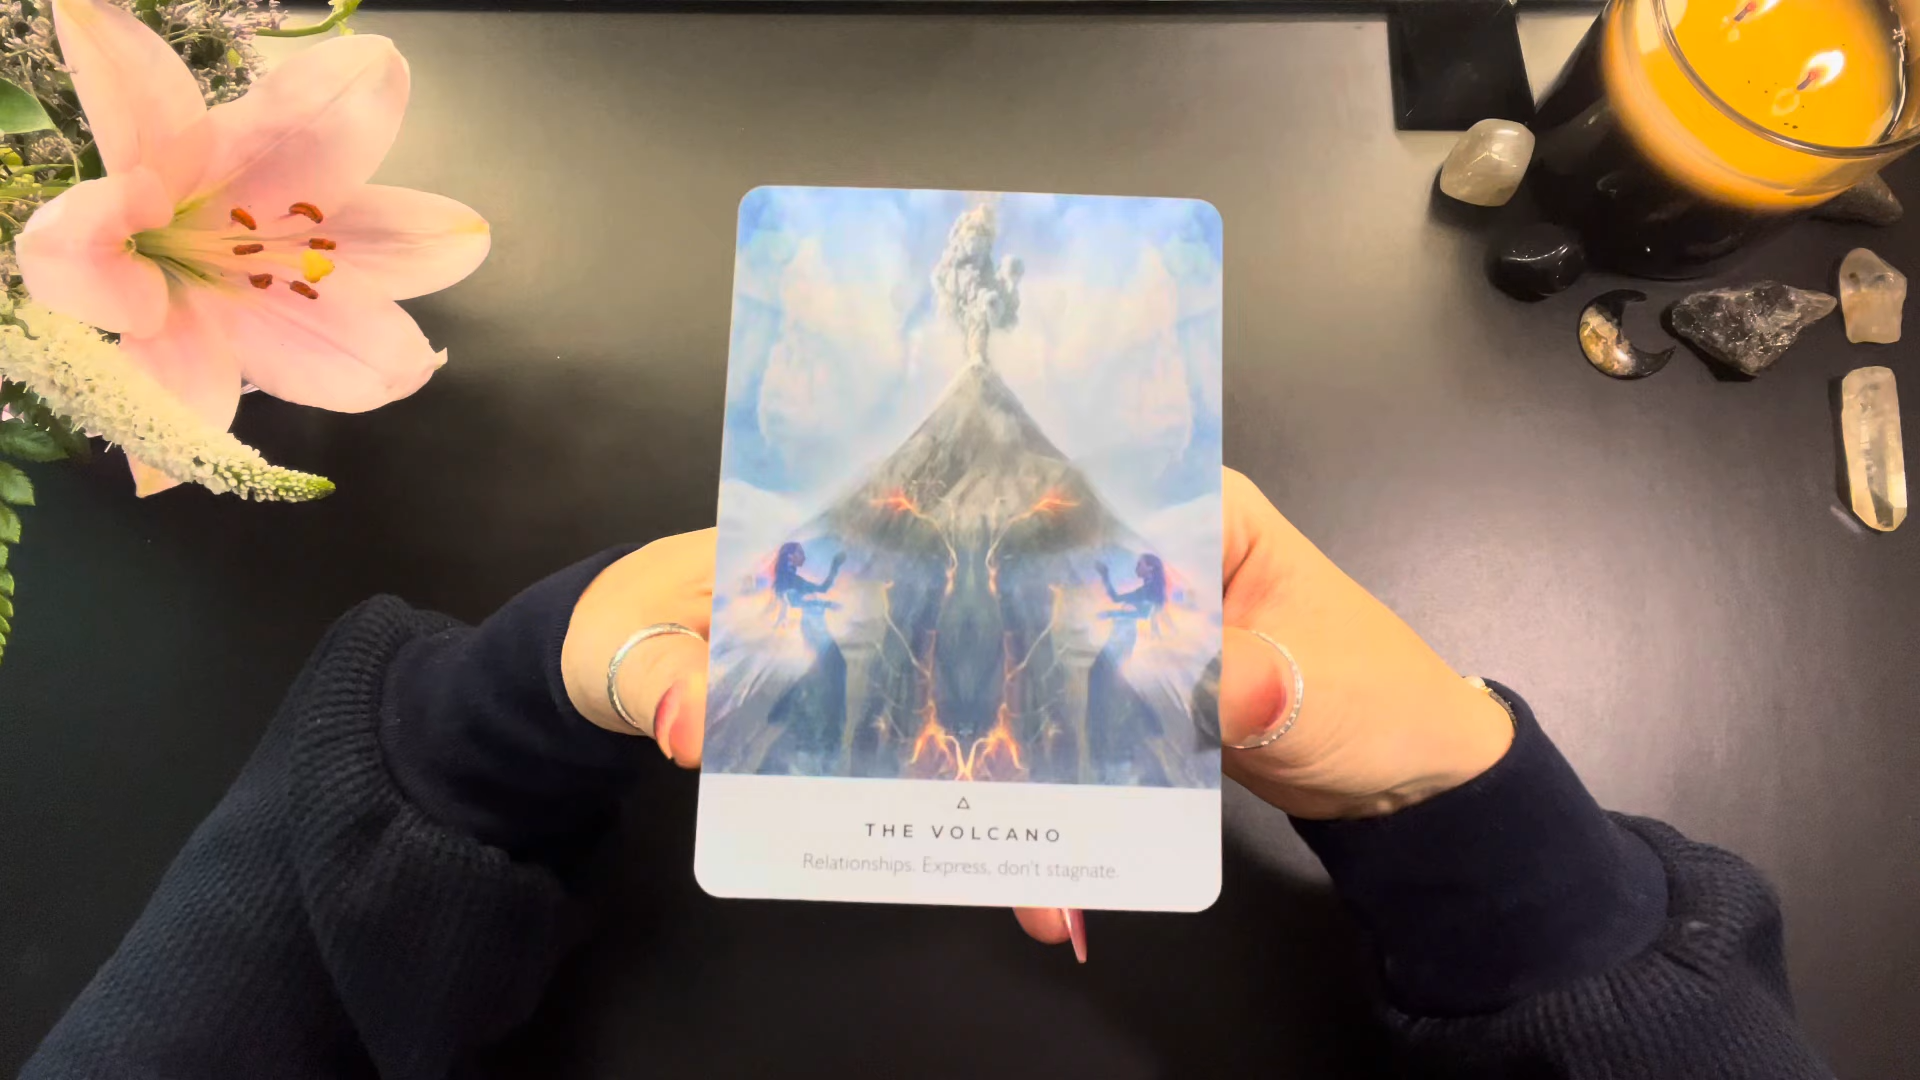 THE VOLCANO
Relationships. Express, don't stagnate.